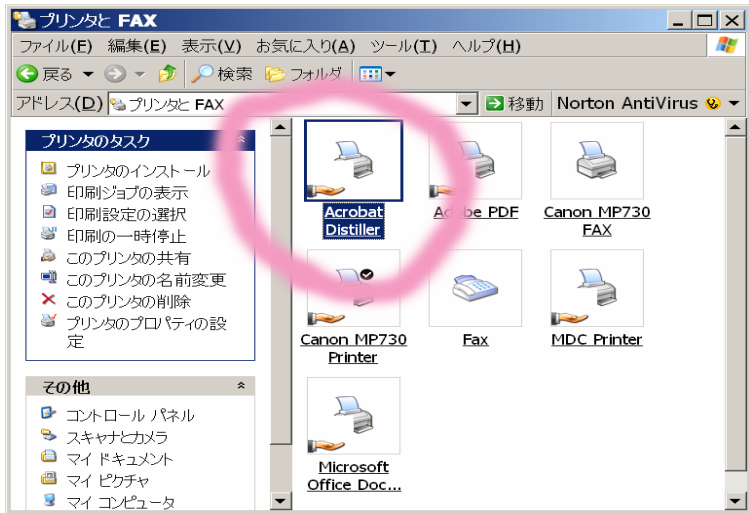 プリンタと FAX
ファイル(F) 編集(E) 表示(V) お気に入り(A) ツール(T) ヘルプ(H)
戻る 検索 フォルダ
アドレス(D) プリンタと FAX 移動 Norton AntiVirus
プリンタのタスク
プリンタのインストール
印刷ジョブの表示
印刷設定の選択
印刷の一時停止
このプリンタの共有
このプリンタの名前変更
このプリンタの削除
プリンタのプロパティの設
定
その他
コントロール パネル
スキャナとカメラ
マイ ドキュメント
マイ ピクチャ
マイ コンピュータ
Acrobat
Distiller
Adobe PDF
Canon MP730
FAX
Canon MP730
Printer
Fax
MDC Printer
Microsoft
Office Doc...